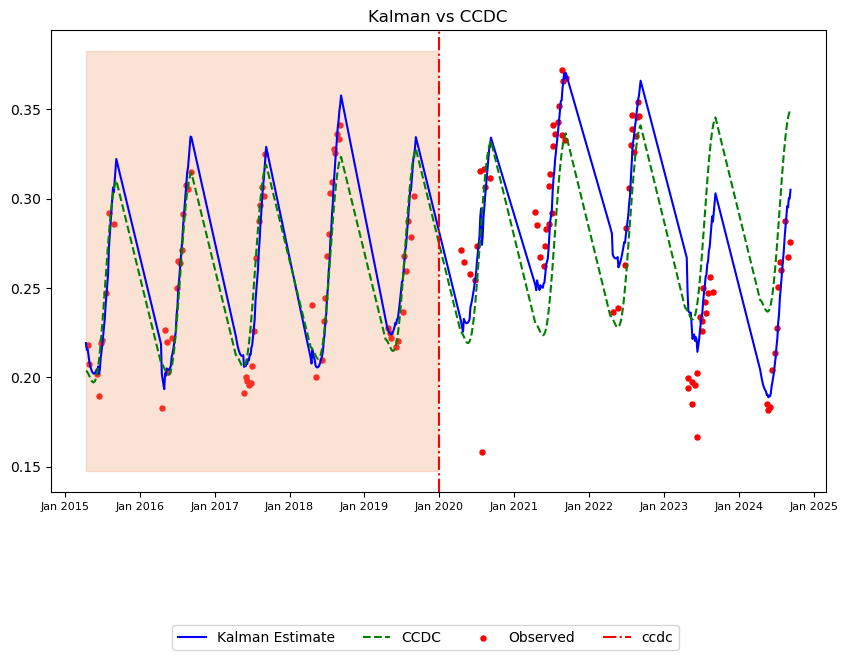 Kalman vs CCDC
0.35
0.30
0.25
0.20
0.15
Jan 2015 Jan 2016 Jan 2017 Jan 2018 Jan 2019 Jan 2020 Jan 2021 Jan 2022 Jan 2023 Jan 2024 Jan 2025
Kalman Estimate CCDC Observed ccdc